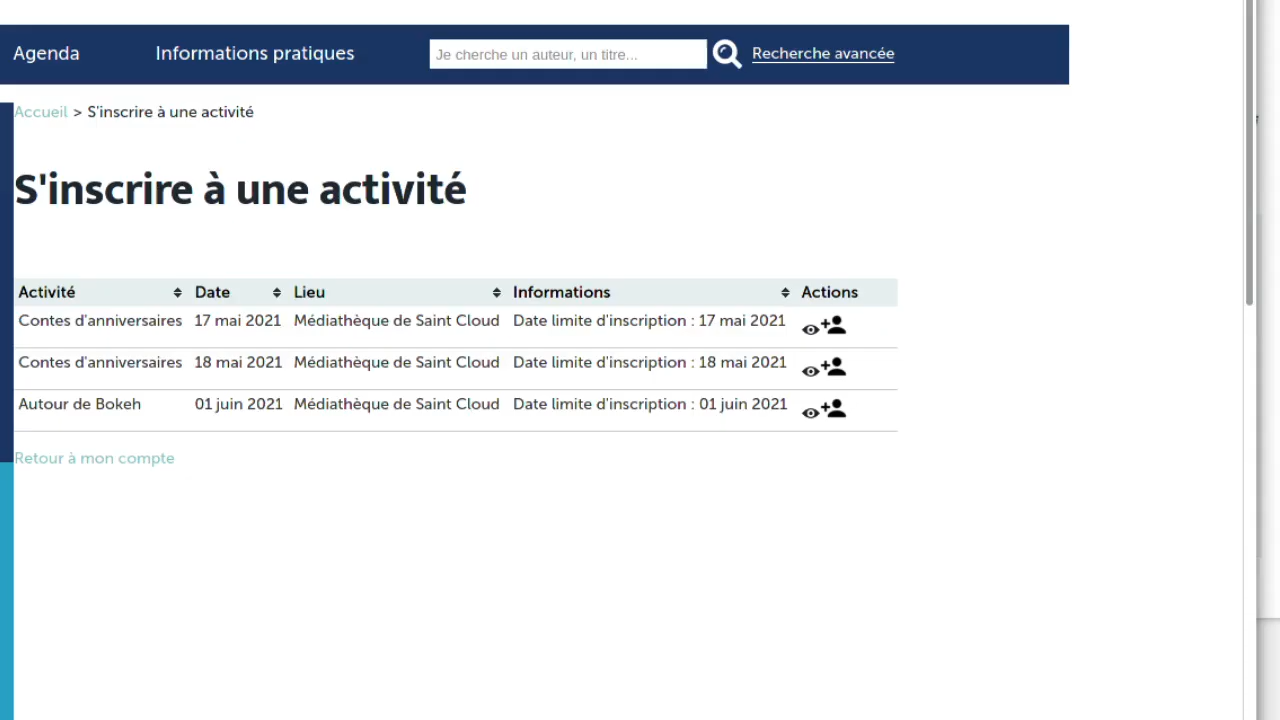 Agenda Informations pratiques Je cherche un auteur, un titre... Recherche avancée
Accueil > S'inscrire à une activité
S'inscrire à une activité
Activité Date Lieu Informations Actions
Contes d'anniversaires 17 mai 2021 Médiathèque de Saint Cloud Date limite d'inscription : 17 mai 2021
Contes d'anniversaires 18 mai 2021 Médiathèque de Saint Cloud Date limite d'inscription : 18 mai 2021
Autour de Bokeh 01 juin 2021 Médiathèque de Saint Cloud Date limite d'inscription : 01 juin 2021
Retour à mon compte